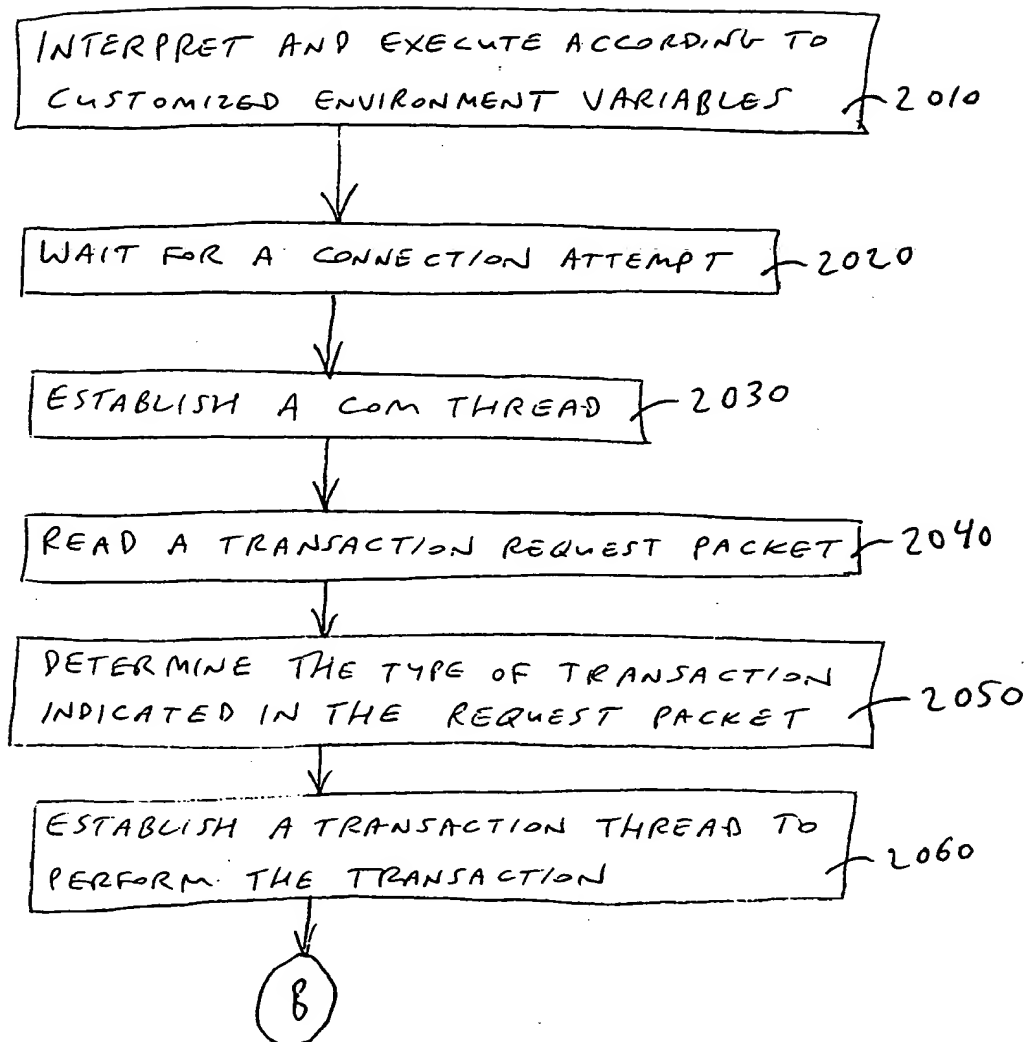 INTERPRET AND EXECUTE ACCORDING TO
CUSTOMIZED ENVIRONMENT VARIABLES
2010
WAIT FOR A CONNECTION ATTEMPT
2020
ESTABLISH A COM THREAD
2030
READ A TRANSACTION REQUEST PACKET
2040
DETERMINE THE TYPE OF TRANSACTION
INDICATED IN THE REQUEST PACKET
2050
ESTABLISH A TRANSACTION THREAD TO
PERFORM THE TRANSACTION
2060
B